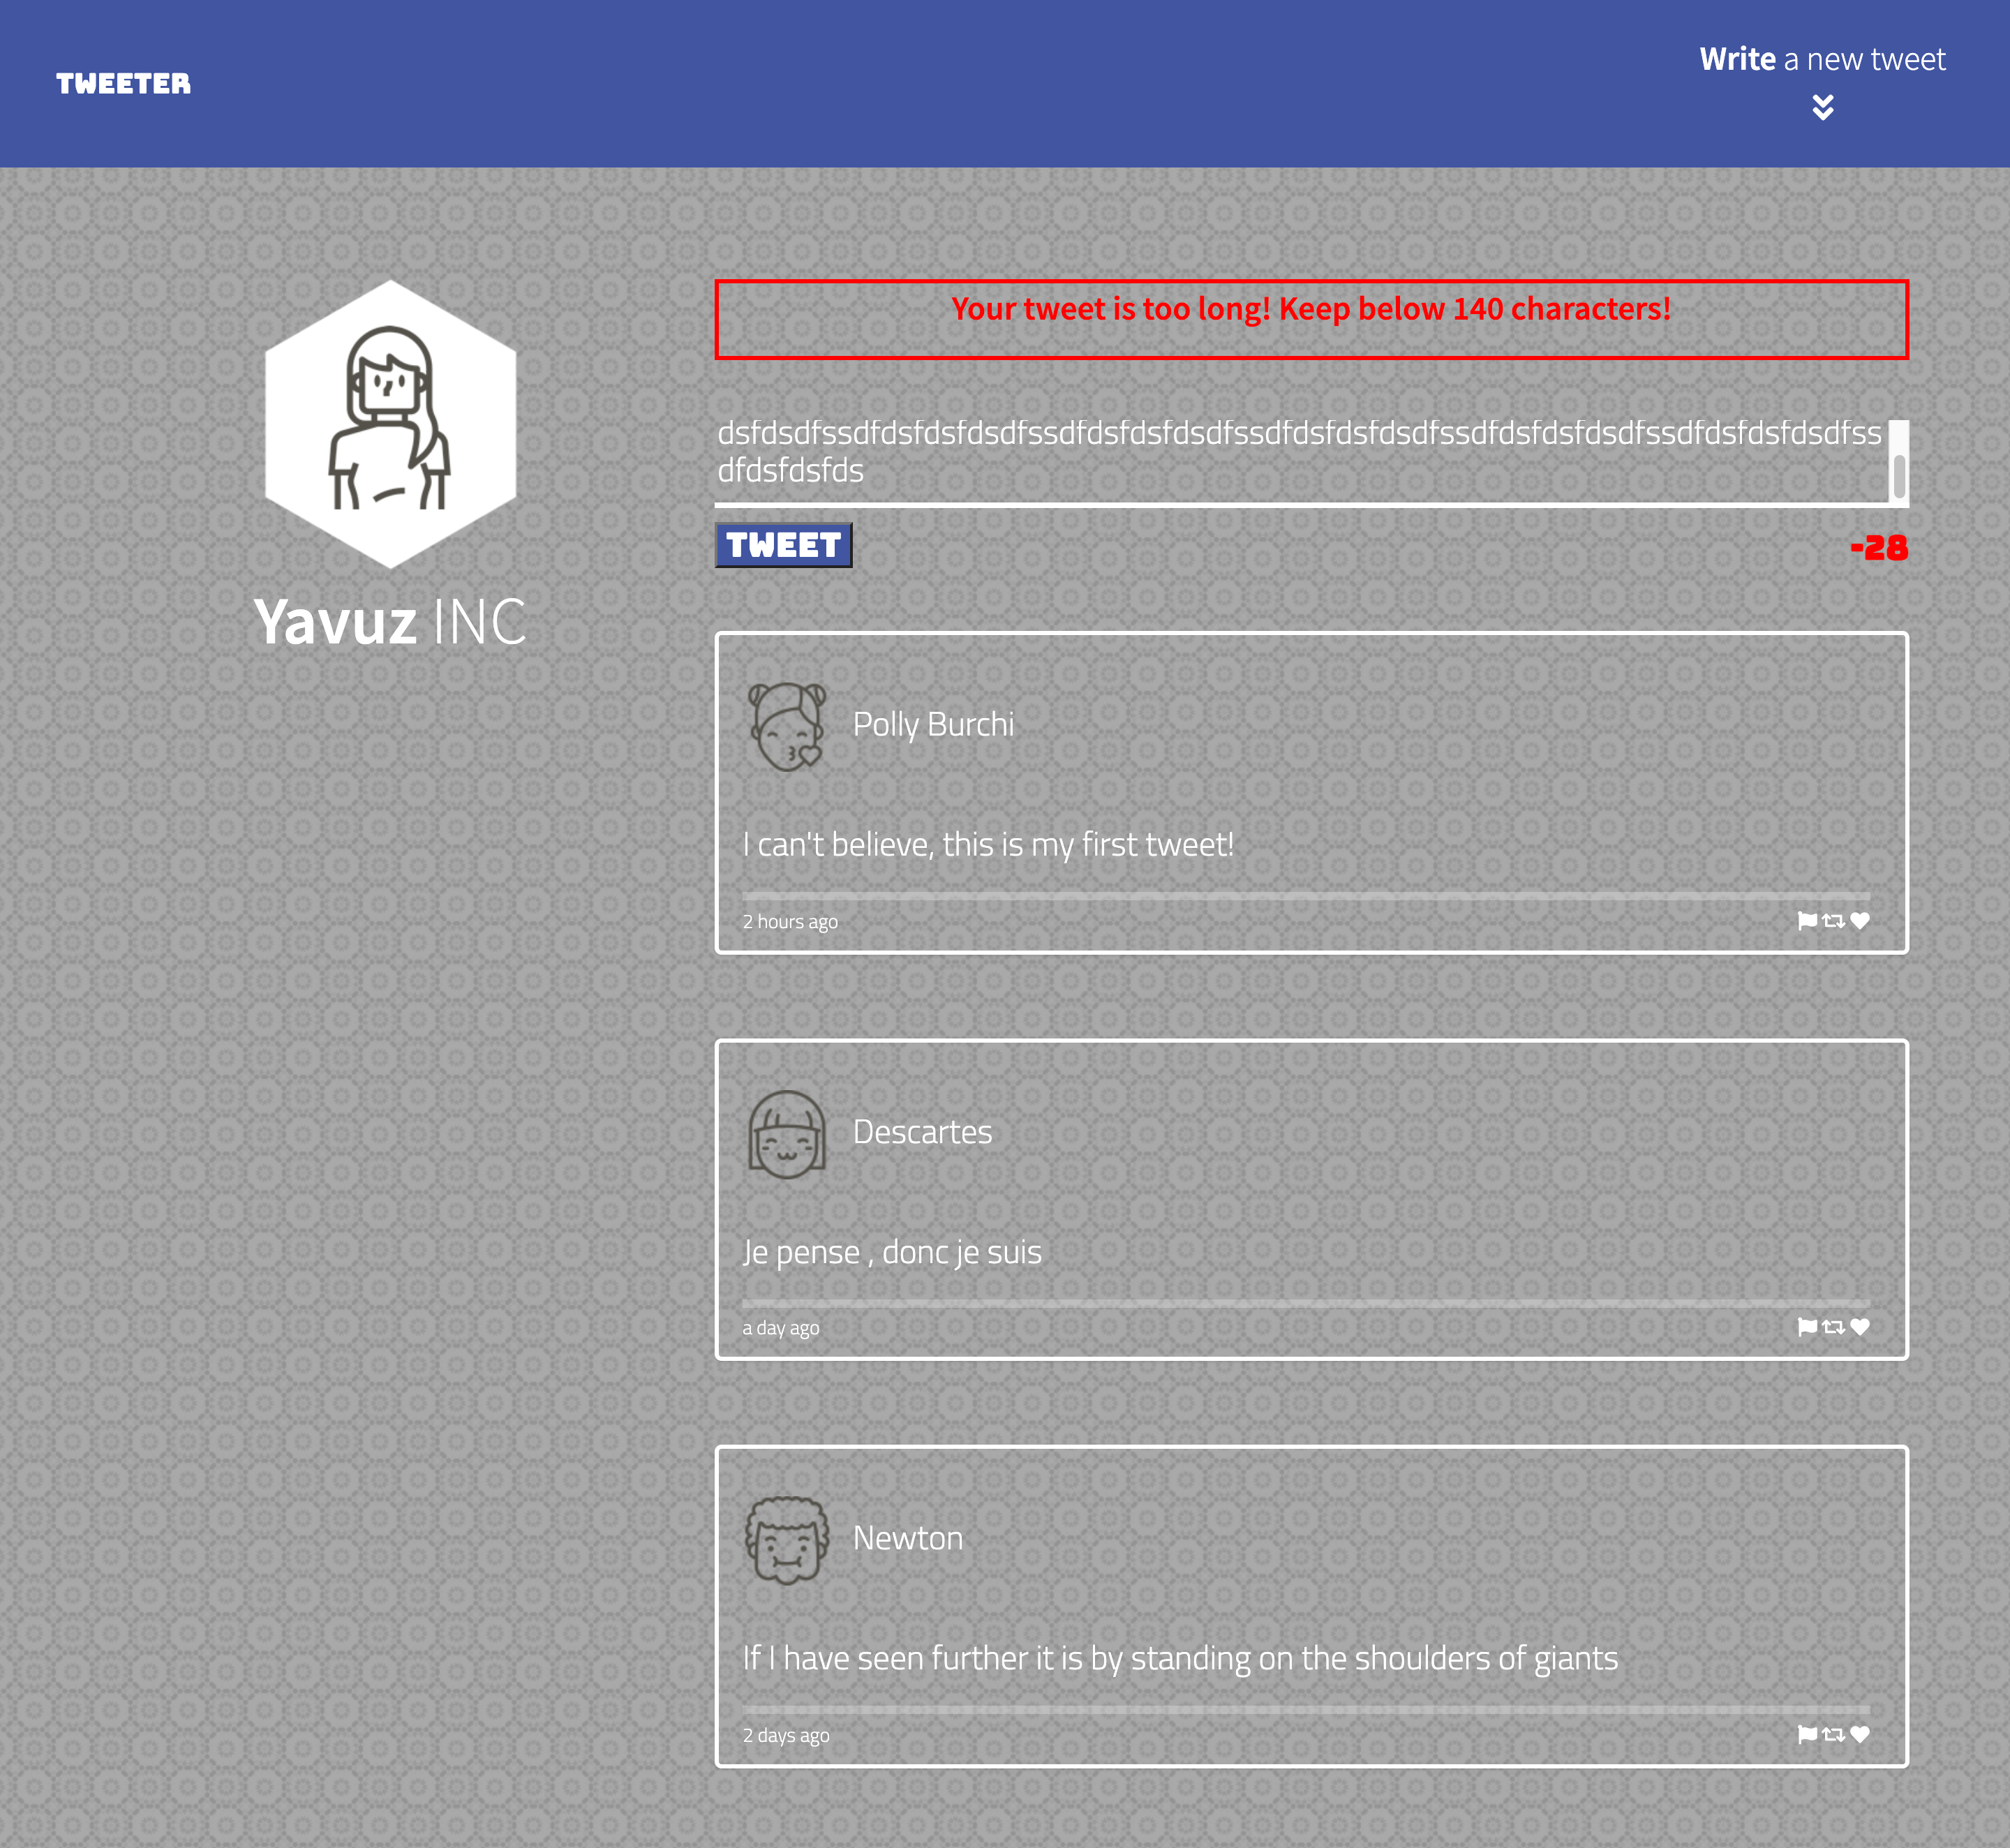 TWEETER
Write a new tweet
Your tweet is too long! Keep below 140 characters!
dsfdsdfssdfdsfdsfdsdfssdfdsfdsfdsdfssdfdsfdsfdsdfssdfdsfdsfdsdfssdfdsfdsfdsdfss
dfdsfdsfds
TWEET
-28
Yavuz INC
Polly Burchi
I can't believe, this is my first tweet!
2 hours ago
Descartes
Je pense , donc je suis
a day ago
Newton
If I have seen further it is by standing on the shoulders of giants
2 days ago